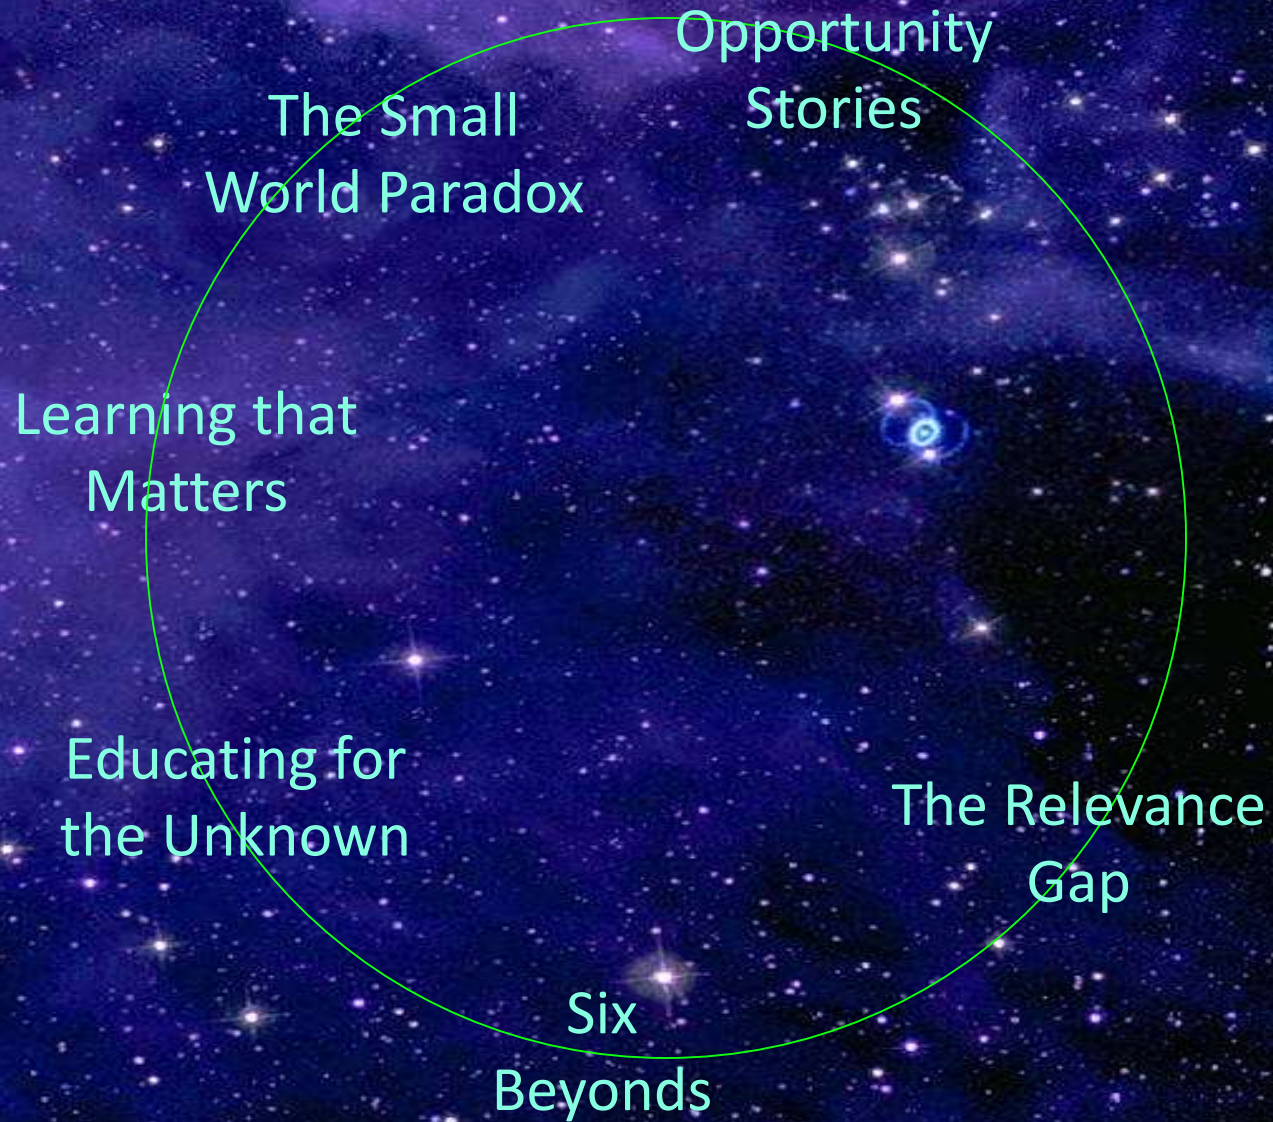 Opportunity
Stories
The Small
World Paradox
Learning that
Matters
Educating for
the Unknown
The Relevance
Gap
Six
Beyonds